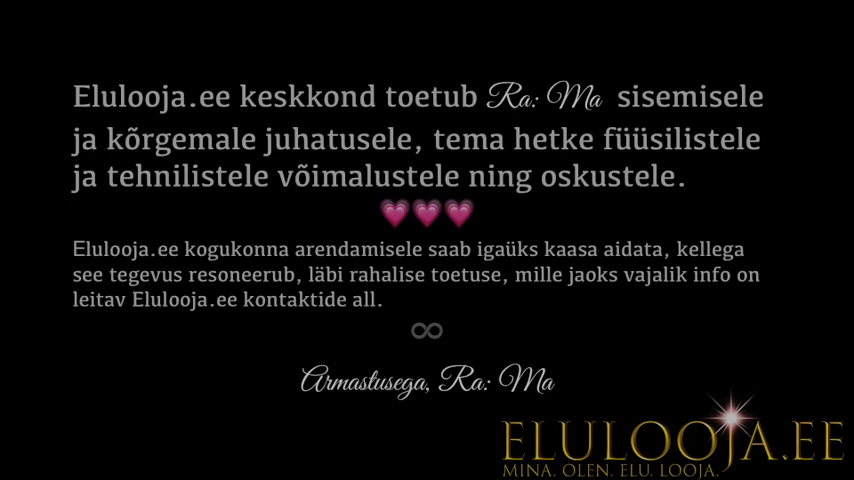 Elulooja.ee keskkond toetub Ra: Ma sisemisele
ja kõrgemale juhatusele, tema hetke füüsilistele
ja tehnilistele võimalustele ning oskustele.
💗💗💗
Elulooja.ee kogukonna arendamisele saab igaüks kaasa aidata, kellega
see tegevus resoneerub, läbi rahalise toetuse, mille jaoks vajalik info on
leitav Elulooja.ee kontaktide all.
∞
Armastusega, Ra: Ma
ELULOOJA.EE
MINA. OLEN. ELU. LOOJA.